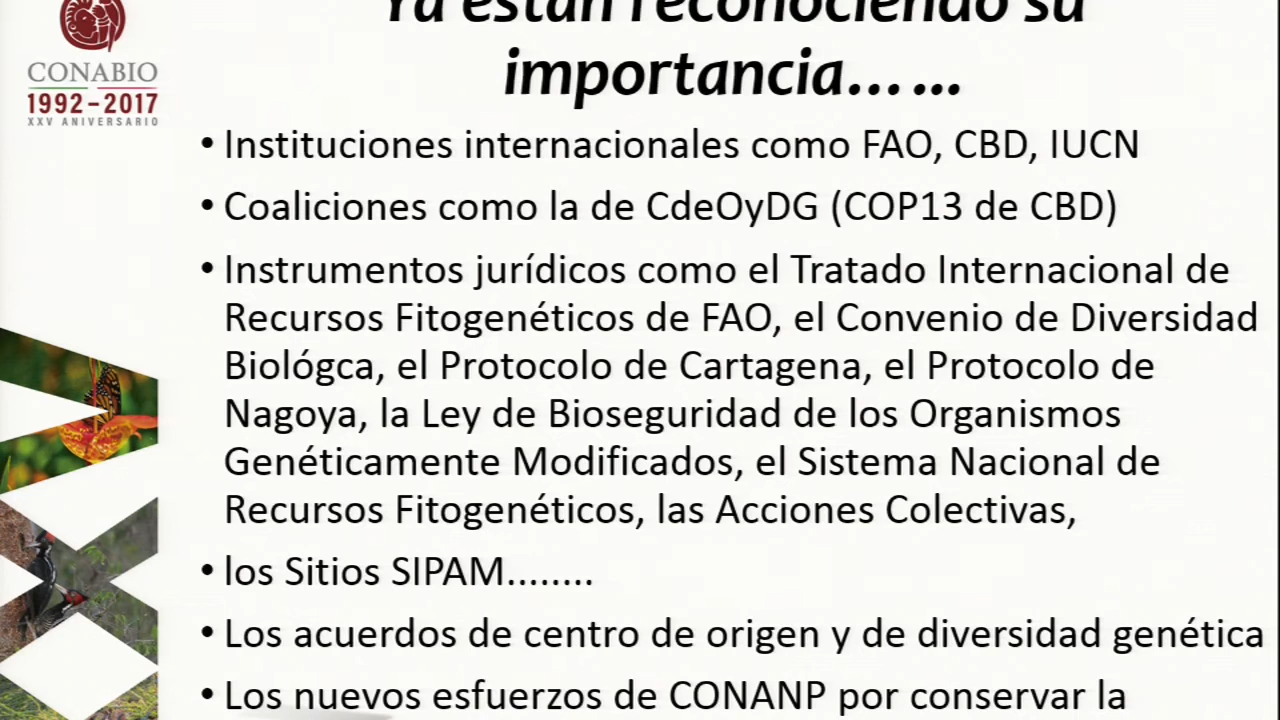 Ya están reconociendo su
importancia…...
CONABIO
1992-2017
XXV ANIVERSARIO
• Instituciones internacionales como FAO, CBD, IUCN
• Coaliciones como la de CdeOyDG (COP13 de CBD)
• Instrumentos jurídicos como el Tratado Internacional de
Recursos Fitogenéticos de FAO, el Convenio de Diversidad
Biológca, el Protocolo de Cartagena, el Protocolo de
Nagoya, la Ley de Bioseguridad de los Organismos
Genéticamente Modificados, el Sistema Nacional de
Recursos Fitogenéticos, las Acciones Colectivas,
• los Sitios SIPAM........
• Los acuerdos de centro de origen y de diversidad genética
• Los nuevos esfuerzos de CONANP por conservar la